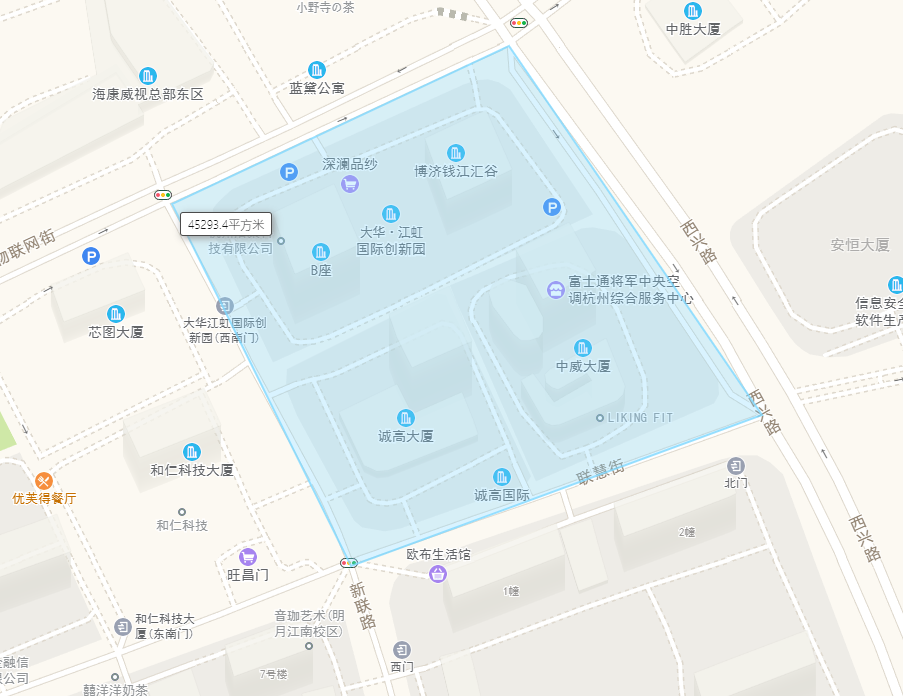 小野寺の茶
中胜大厦
海康威视总部东区
蓝黛公寓
深澜品纱
博济钱江汇谷
45293.4平方米
技有限公司
大华·江虹
国际创新园
B座
物联网街
西兴路
安恒大厦
富士通将军中央空
调杭州综合服务中心
信息安全
软件生产
芯图大厦
大华江虹国际创
新园(西南门)
中威大厦
西兴路
LIKING FIT
诚高大厦
和仁科技大厦
联慧街
诚高国际
北门
优芙得餐厅
和仁科技
西兴路
2幢
欧布生活馆
旺昌门
1幢
新联路
和仁科技大
厦(东南门)
音珈艺术(明
月江南校区)
西门
金融信
限公司
7号楼
囍洋洋奶茶
P
P
P